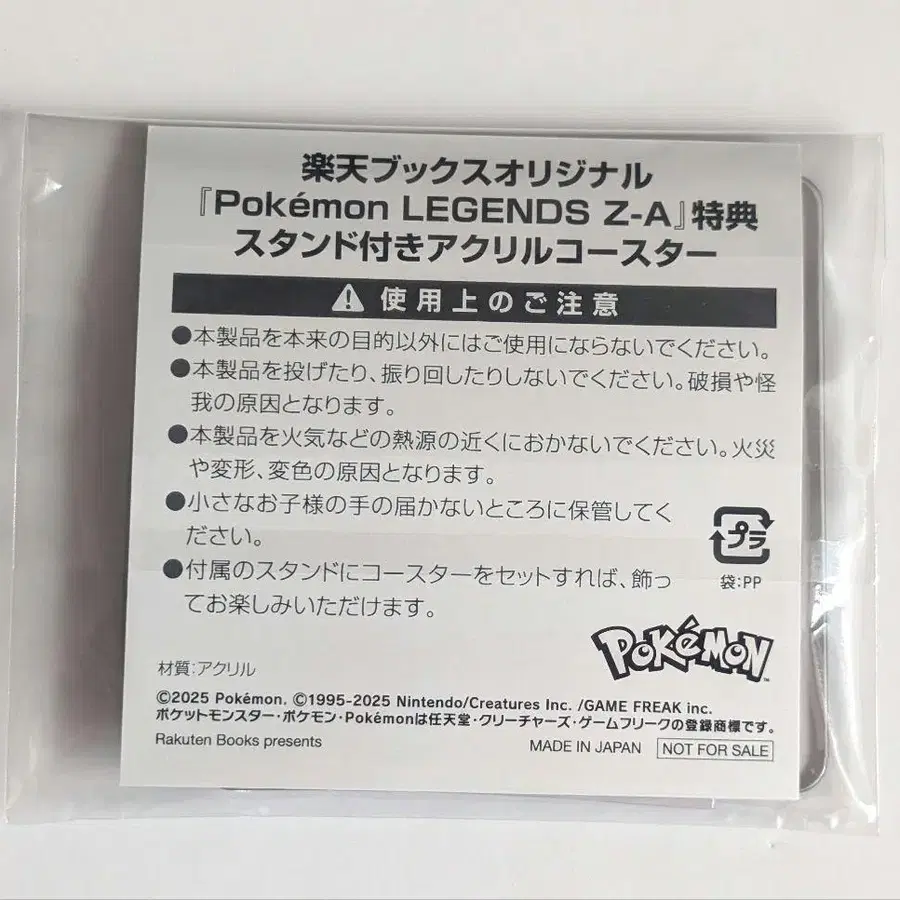 楽天ブックスオリジナル
『Pokémon LEGENDS Z-A』特典
スタンド付きアクリルコースター
使用上のご注意
●本製品を本来の目的以外にはご使用にならないでください。
●本製品を投げたり、振り回したりしないでください。破損や怪
我の原因となります。
●本製品を火気などの熱源の近くにおかないでください。火災
や変形、変色の原因となります。
●小さなお子様の手の届かないところに保管してく
ださい。
プラ
袋:PP
●付属のスタンドにコースターをセットすれば、飾っ
てお楽しみいただけます。
POKéMON
材質:アクリル
©2025 Pokémon. ©1995-2025 Nintendo/Creatures Inc. /GAME FREAK inc.
ポケットモンスター・ポケモン・Pokémonは任天堂・クリーチャーズ・ゲームフリークの登録商標です。
Rakuten Books presents
MADE IN JAPAN NOT FOR SALE